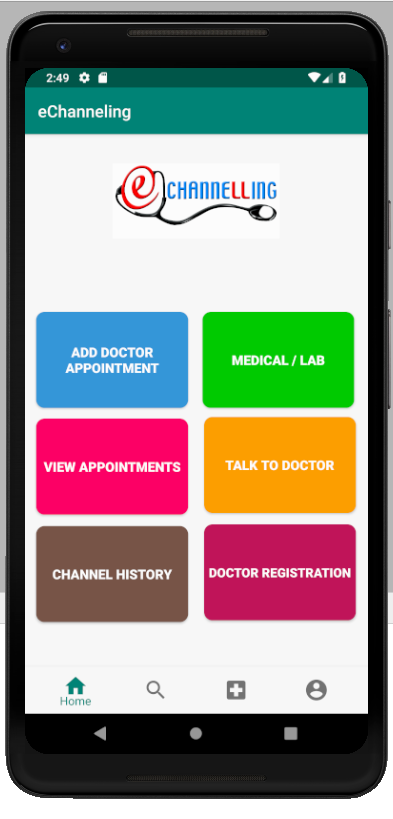 2:49
eChanneling
eCHANNELLING
ADD DOCTOR
APPOINTMENT
MEDICAL / LAB
VIEW APPOINTMENTS
TALK TO DOCTOR
CHANNEL HISTORY
DOCTOR REGISTRATION
Home